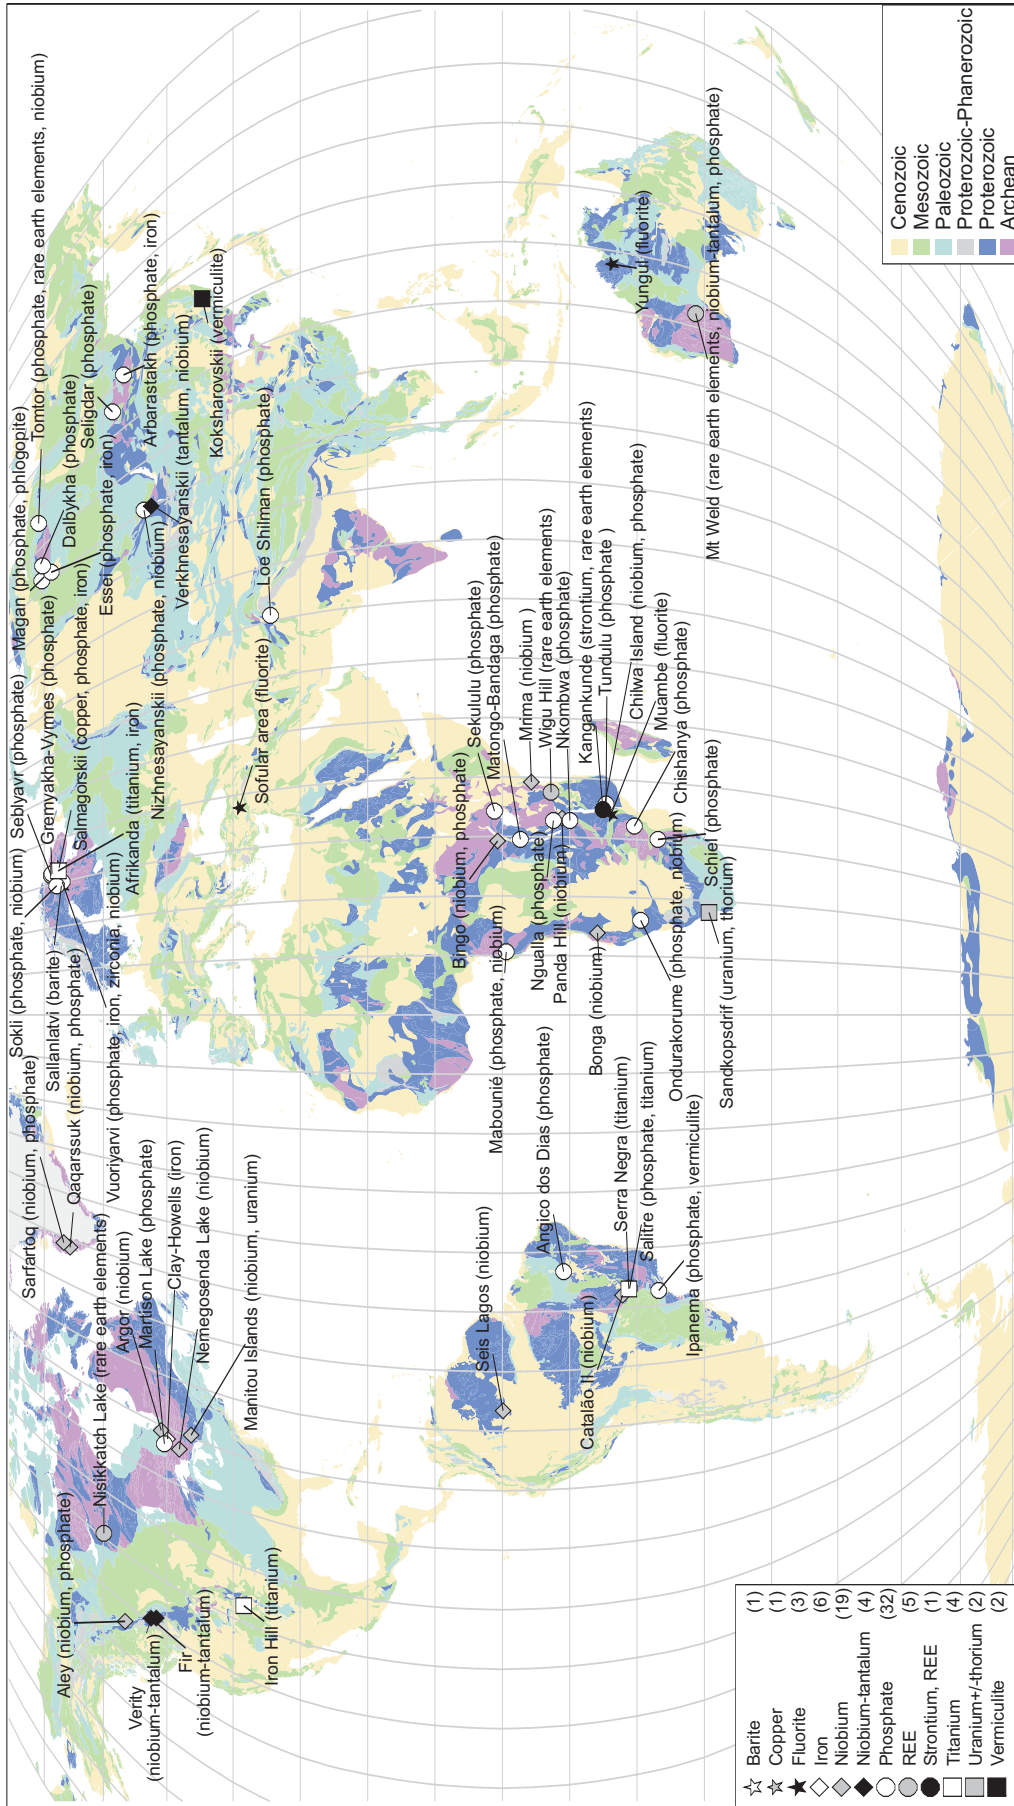 Aley (niobium, phosphate)
Verity
(niobium-tantalum)
Fir
(niobium-tantalum)
Iron Hill (titanium)
Nisikkatch Lake (rare earth elements)
Argor (niobium)
Martison Lake (phosphate)
Clay-Howells (iron)
Nemegosenda Lake (niobium)
Manitou Islands (niobium, uranium)
Sarfartoq (niobium, phosphate)
Qaqarssuk (niobium, phosphate)
Sokli (phosphate, niobium)
Sallanlatvi (barite)
Vuoriyarvi (phosphate, iron, zirconia, niobium)
Seblyavr (phosphate)
Gremyakha-Vyrmes (phosphate)
Salmagorskii (copper, phosphate, iron)
Afrikanda (titanium, iron)
Magan (phosphate, phlogopite)
Tomtor (phosphate, rare earth elements, niobium)
Dalbykha (phosphate)
Essei (phosphate, iron)
Seligdar (phosphate)
Arbarastakh (phosphate, iron)
Nizhnesayanskii (phosphate, niobium)
Verkhnesayanskii (tantalum, niobium)
Koksharovskii (vermiculite)
Sofular area (fluorite)
Loe Shilman (phosphate)
Seis Lagos (niobium)
Angico dos Dias (phosphate)
Catalão II (niobium)
Serra Negra (titanium)
Salitre (phosphate, titanium)
Ipanema (phosphate, vermiculite)
Bingo (niobium, phosphate)
Sekululu (phosphate)
Matongo-Bandaga (phosphate)
Mrima (niobium )
Wigu Hill (rare earth elements)
Nkombwa (phosphate)
Mabounié (phosphate, niobium)
Ngualla (phosphate)
Panda Hill (niobium)
Kangankunde (strontium, rare earth elements)
Tundulu (phosphate)
Chilwa Island (niobium, phosphate)
Muambe (fluorite)
Chishanya (phosphate)
Bonga (niobium)
Ondurakorume (phosphate, niobium)
Schiel (phosphate)
Sandkopsdrif (uranium, thorium)
Yungul (fluorite)
Mt Weld (rare earth elements, niobium-tantalum, phosphate)
Barite (1)
Copper (1)
Fluorite (3)
Iron (6)
Niobium (19)
Niobium-tantalum (4)
Phosphate (32)
REE (5)
Strontium, REE (1)
Titanium (4)
Uranium+/-thorium (2)
Vermiculite (2)
Cenozoic
Mesozoic
Paleozoic
Proterozoic-Phanerozoic
Proterozoic
Archean